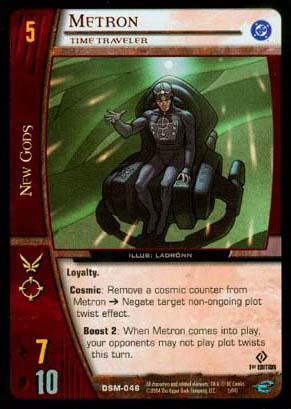 5
METRON
TIME TRAVELER
NEW GODS
ILLUS: LADRÖNN
Loyalty.
Cosmic: Remove a cosmic counter from
Metron ➔ Negate target non-ongoing plot
twist effect.
Boost 2: When Metron comes into play,
your opponents may not play plot twists
this turn.
7
10
DSM-046
1ST EDITION